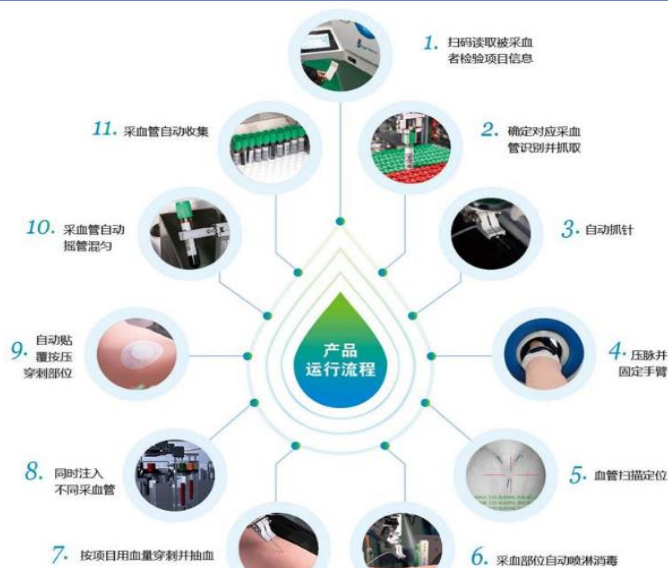 1. 扫码读取被采血
者检验项目信息
11. 采血管自动收集
2. 确定对应采血
管识别并抓取
10. 采血管自动
摇管混匀
3. 自动抓针
产品
运行流程
9. 自动贴
覆按压
穿刺部位
4. 压脉并
固定手臂
8. 同时注入
不同采血管
5. 血管扫描定位
7. 按项目用血量穿刺并抽血
6. 采血部位自动喷淋消毒